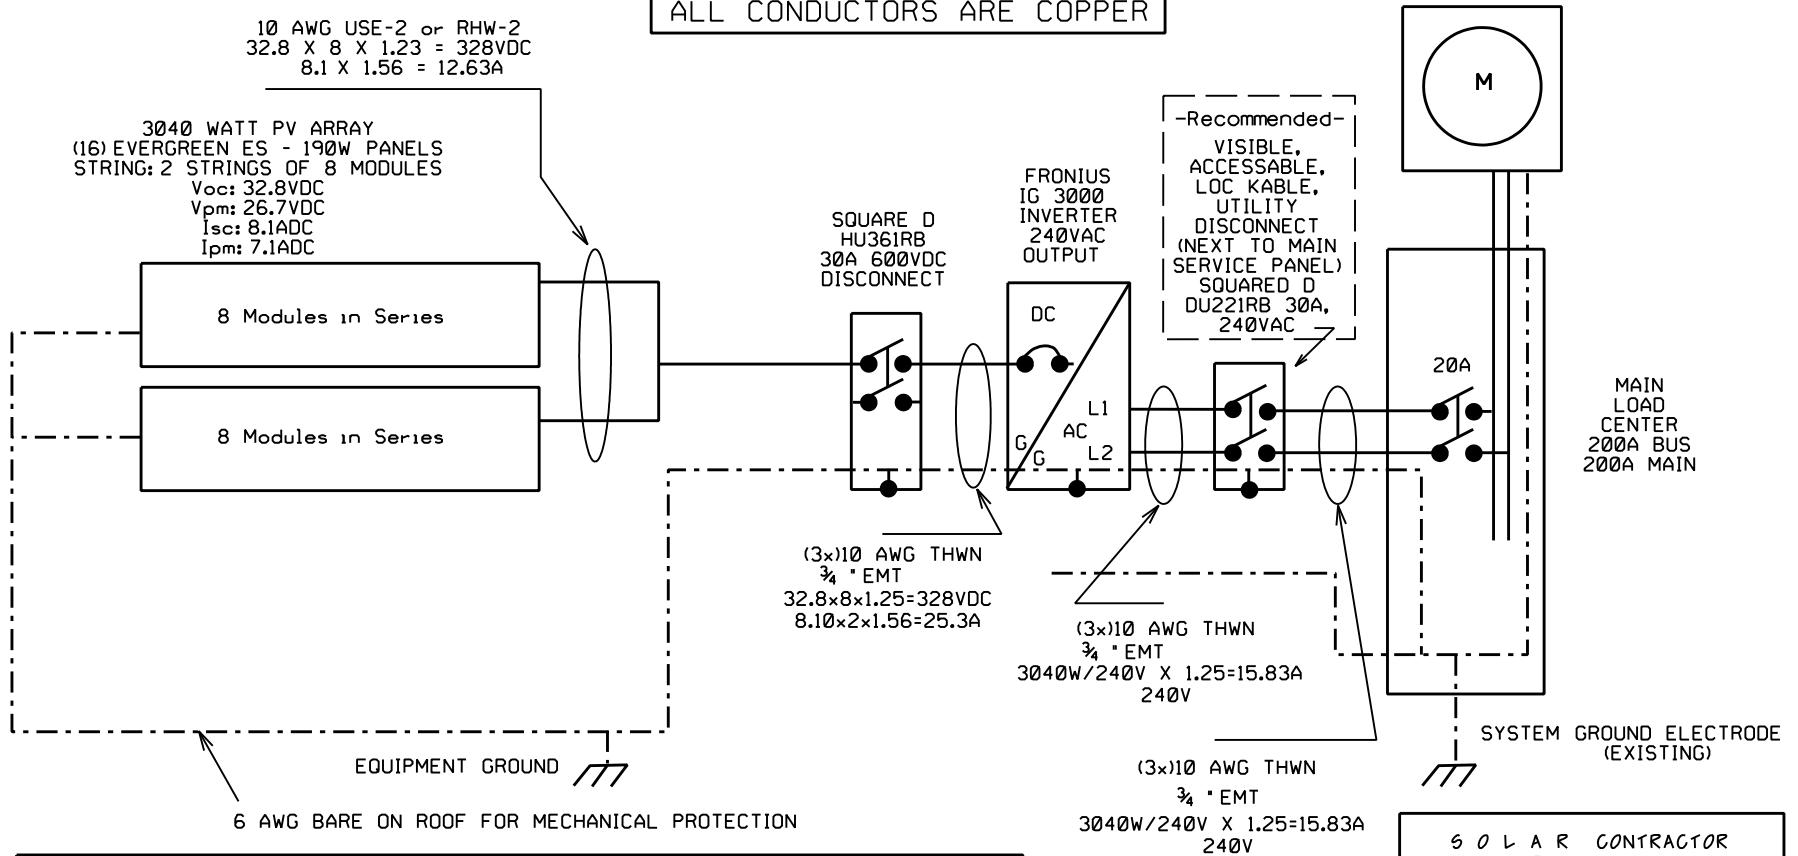 ALL CONDUCTORS ARE COPPER
10 AWG USE-2 or RHW-2
32.8 X 8 X 1.23 = 328VDC
8.1 X 1.56 = 12.63A
3040 WATT PV ARRAY
(16) EVERGREEN ES - 190W PANELS
STRING: 2 STRINGS OF 8 MODULES
Voc: 32.8VDC
Vpm: 26.7VDC
Isc: 8.1ADC
Ipm: 7.1ADC
8 Modules in Series
8 Modules in Series
SQUARE D
HU361RB
30A 600VDC
DISCONNECT
FRONIUS
IG 3000
INVERTER
240VAC
OUTPUT
DC
L1
AC
L2
G
G
-Recommended-
VISIBLE,
ACCESSABLE,
LOC KABLE,
UTILITY
DISCONNECT
(NEXT TO MAIN
SERVICE PANEL)
SQUARED D
DU221RB 30A,
240VAC
M
20A
MAIN
LOAD
CENTER
200A BUS
200A MAIN
(3x)10 AWG THWN
3/4 "EMT
32.8x8x1.25=328VDC
8.10x2x1.56=25.3A
(3x)10 AWG THWN
3/4 "EMT
3040W/240V X 1.25=15.83A
240V
(3x)10 AWG THWN
3/4 "EMT
3040W/240V X 1.25=15.83A
240V
SYSTEM GROUND ELECTRODE
(EXISTING)
EQUIPMENT GROUND
6 AWG BARE ON ROOF FOR MECHANICAL PROTECTION
SOLAR CONTRACTOR